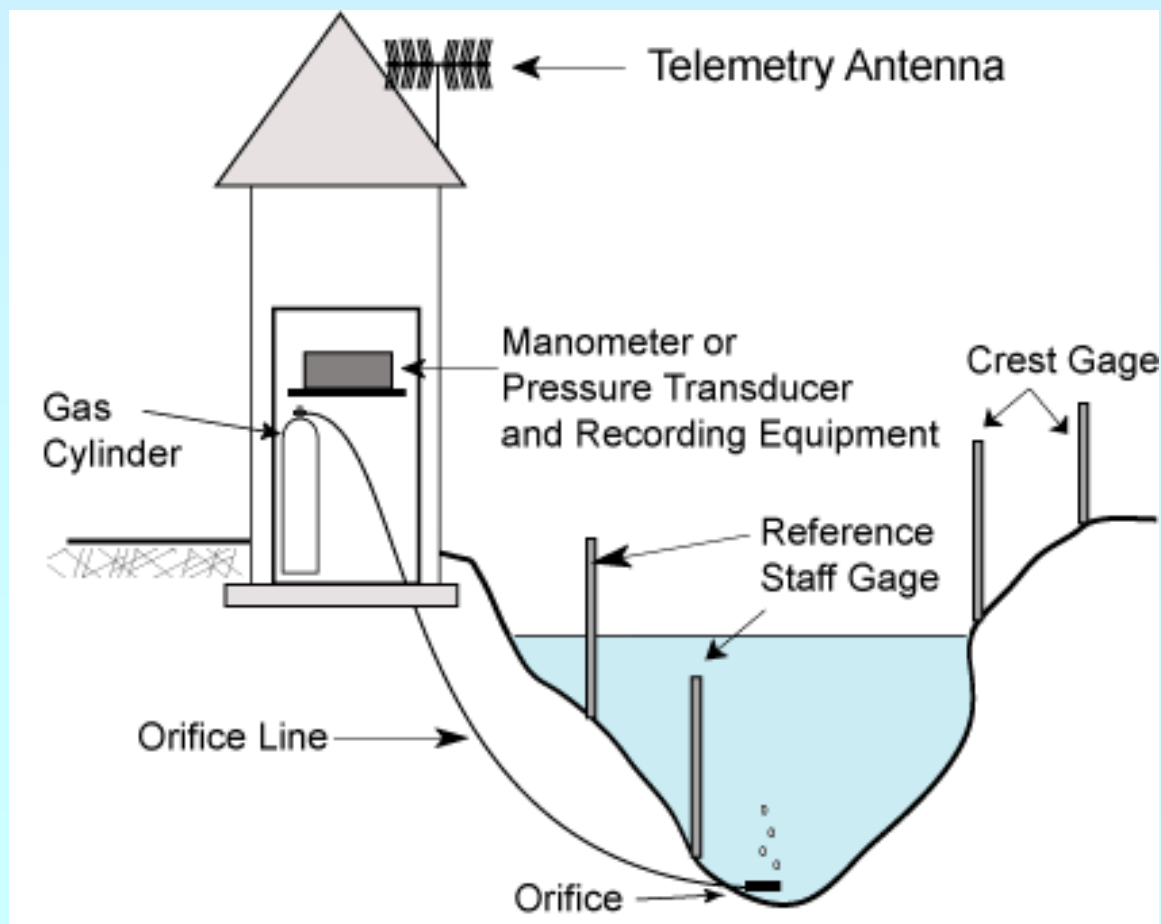 Telemetry Antenna
Manometer or
Pressure Transducer
and Recording Equipment
Crest Gage
Gas
Cylinder
Reference
Staff Gage
Orifice Line
Orifice